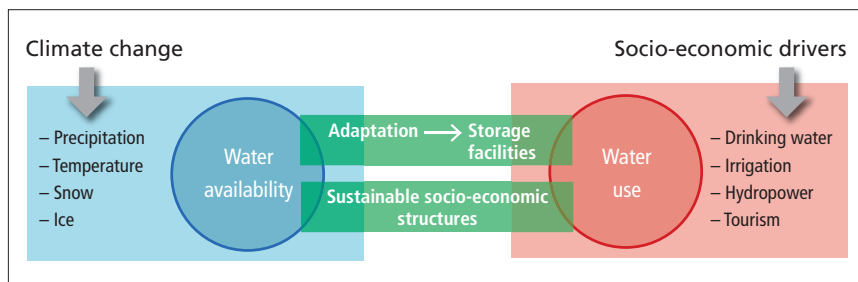 Climate change
Socio-economic drivers
– Precipitation
– Temperature
– Snow
– Ice
Water
availability
Adaptation → Storage
facilities
Sustainable socio-economic
structures
Water
use
– Drinking water
– Irrigation
– Hydropower
– Tourism